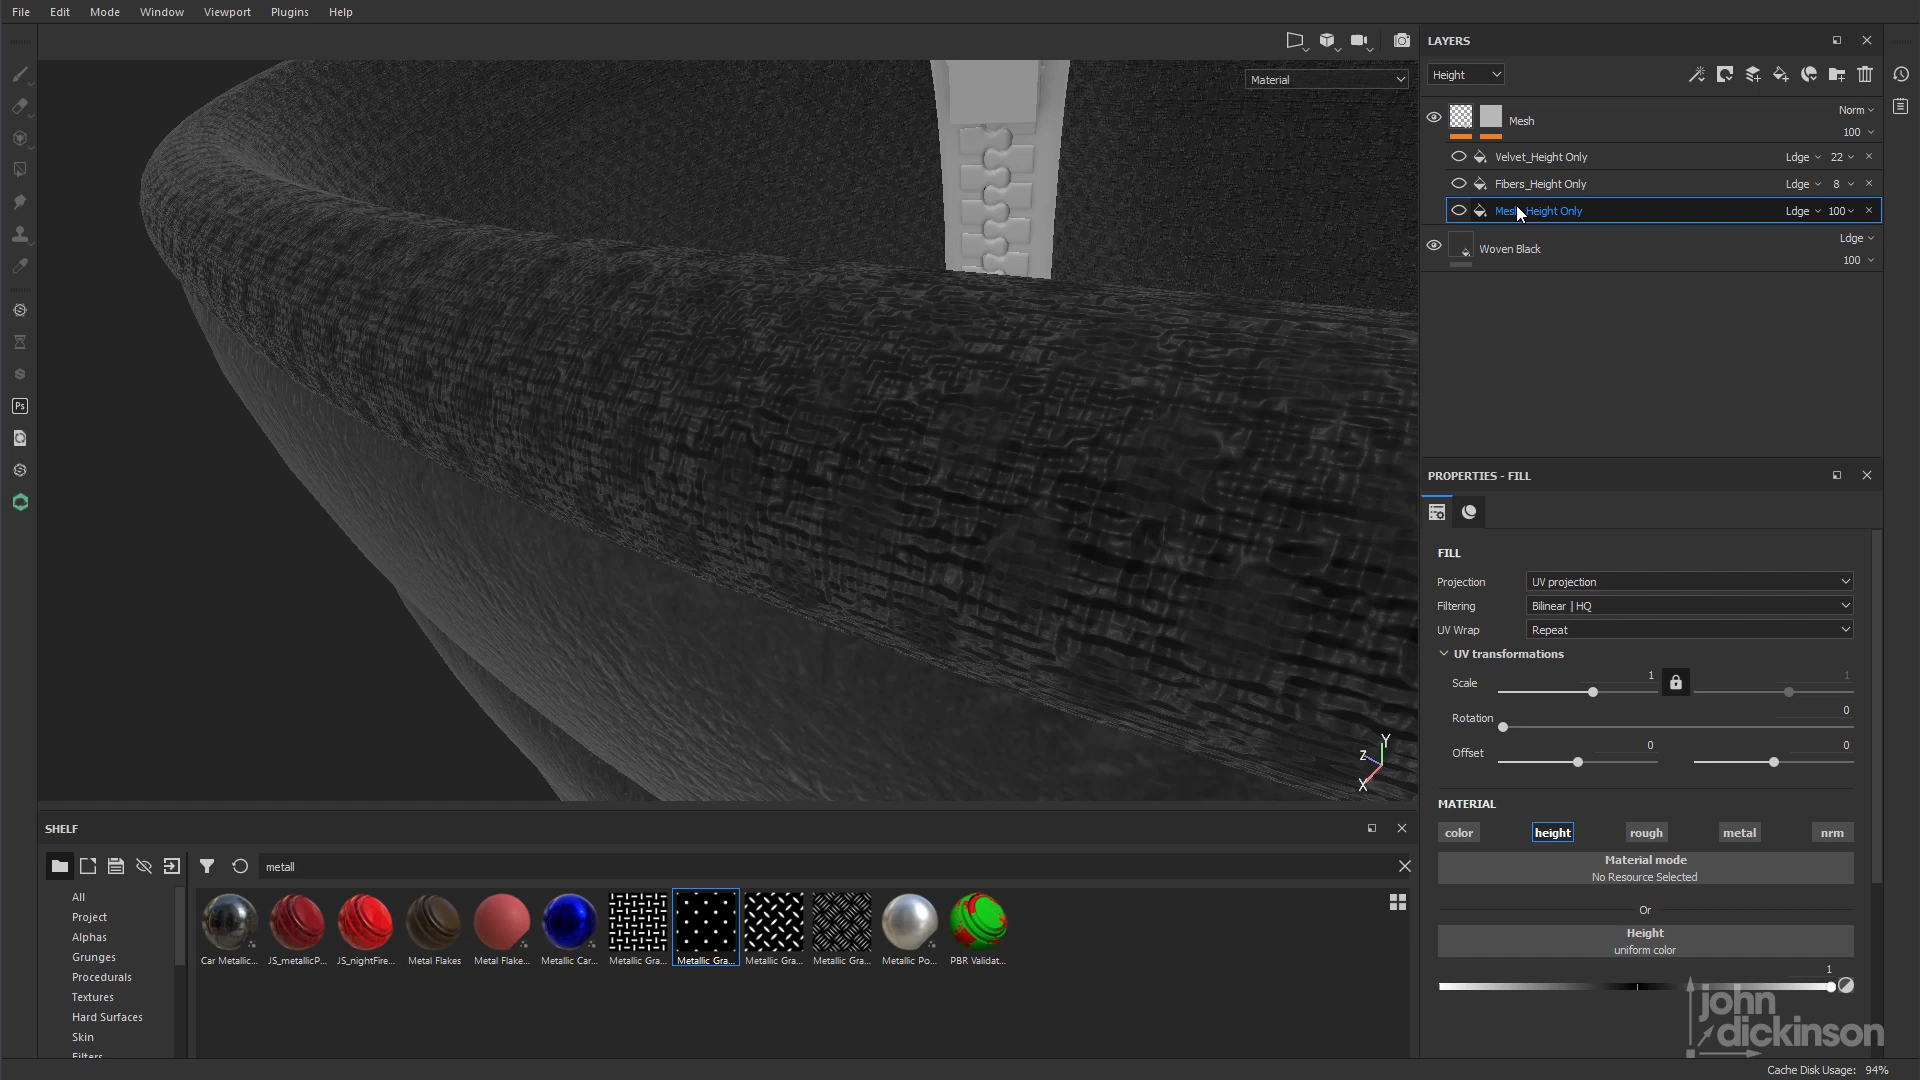 File Edit Mode Window Viewport Plugins Help
Material
LAYERS
Height
Mesh Norm 100
Velvet_Height Only Ldge 22
Fibers_Height Only Ldge 8
Mesh_Height Only Ldge 100
Woven Black Ldge 100
PROPERTIES - FILL
FILL
Projection UV projection
Filtering Bilinear | HQ
UV Wrap Repeat
UV transformations
Scale 1 1
Rotation 0
Offset 0 0
MATERIAL
color height rough metal nrm
Material mode
No Resource Selected
Or
Height
uniform color
1
Ps
Y
Z
X
SHELF
metall
All
Project
Alphas
Grunges
Procedurals
Textures
Hard Surfaces
Skin
Filters
Car Metallic... JS_metallicP... JS_nightFire... Metal Flakes Metal Flake... Metallic Car... Metallic Gra... Metallic Gra... Metallic Gra... Metallic Gra... Metallic Po... PBR Validat...
john
dickinson
Cache Disk Usage: 94%